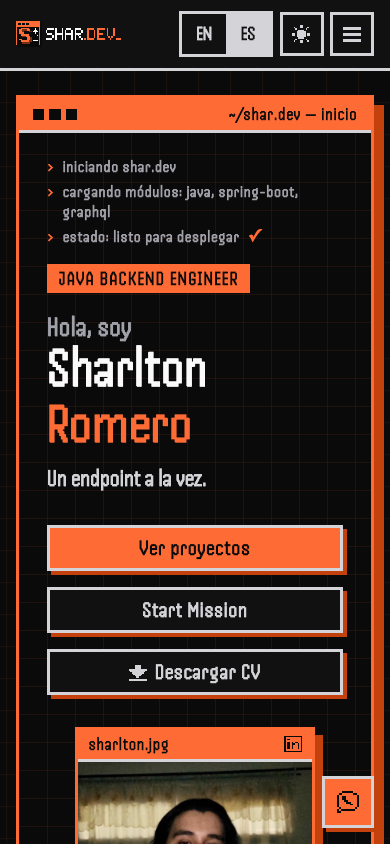 SHAR.DEV_
EN ES
~/shar.dev — inicio
> iniciando shar.dev
> cargando módulos: java, spring-boot,
graphql
> estado: listo para desplegar ✔
JAVA BACKEND ENGINEER
Hola, soy
Sharlton
Romero
Un endpoint a la vez.
Ver proyectos
Start Mission
Descargar CV
sharlton.jpg
in